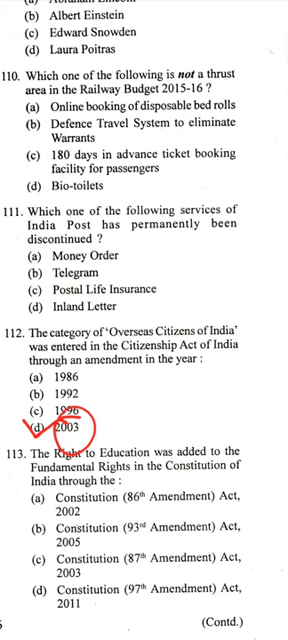 (b) Albert Einstein
(c) Edward Snowden
(d) Laura Poitras
110. Which one of the following is not a thrust
area in the Railway Budget 2015-16 ?
(a) Online booking of disposable bed rolls
(b) Defence Travel System to eliminate
Warrants
(c) 180 days in advance ticket booking
facility for passengers
(d) Bio-toilets
111. Which one of the following services of
India Post has permanently been
discontinued ?
(a) Money Order
(b) Telegram
(c) Postal Life Insurance
(d) Inland Letter
112. The category of ‘Overseas Citizens of India’
was entered in the Citizenship Act of India
through an amendment in the year :
(a) 1986
(b) 1992
(c) 1996
(d) 2003
113. The Right to Education was added to the
Fundamental Rights in the Constitution of
India through the :
(a) Constitution (86th Amendment) Act,
2002
(b) Constitution (93rd Amendment) Act,
2005
(c) Constitution (87th Amendment) Act,
2003
(d) Constitution (97th Amendment) Act,
2011
(Contd.)